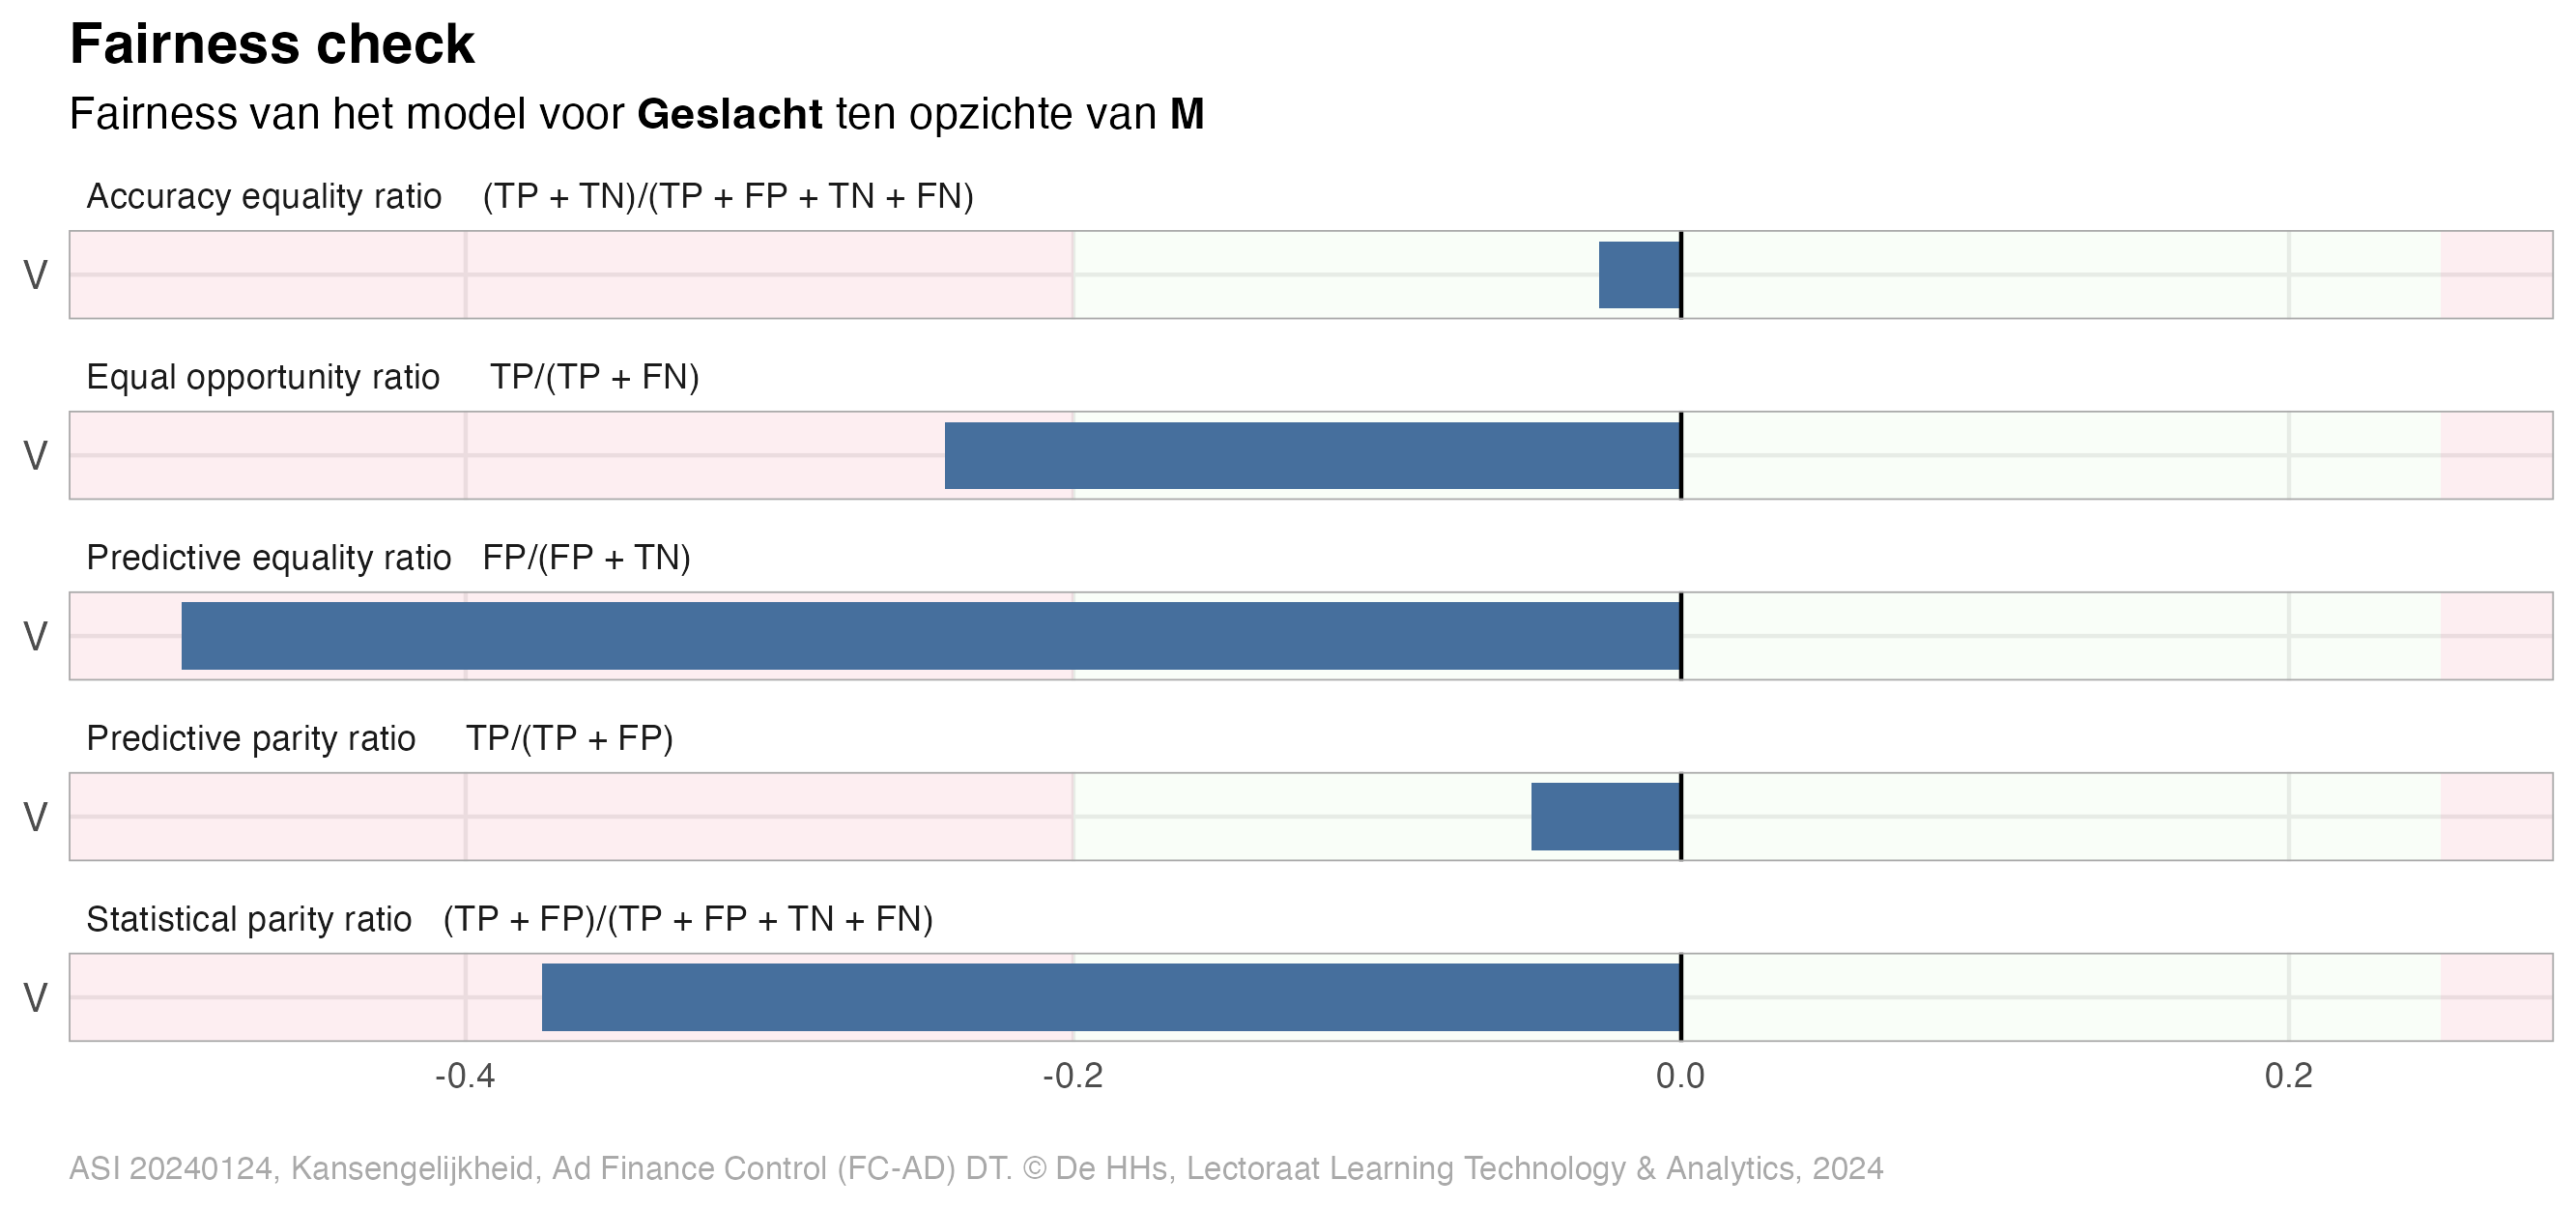 Fairness check
Fairness van het model voor Geslacht ten opzichte van M
Accuracy equality ratio (TP + TN)/(TP + FP + TN + FN)
V
Equal opportunity ratio TP/(TP + FN)
V
Predictive equality ratio FP/(FP + TN)
V
Predictive parity ratio TP/(TP + FP)
V
Statistical parity ratio (TP + FP)/(TP + FP + TN + FN)
V
-0.4 -0.2 0.0 0.2
ASI 20240124, Kansengelijkheid, Ad Finance Control (FC-AD) DT. © De HHs, Lectoraat Learning Technology & Analytics, 2024